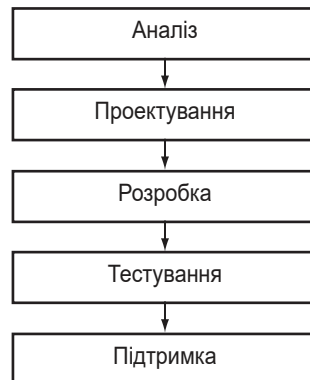 Аналіз
Проектування
Розробка
Тестування
Підтримка